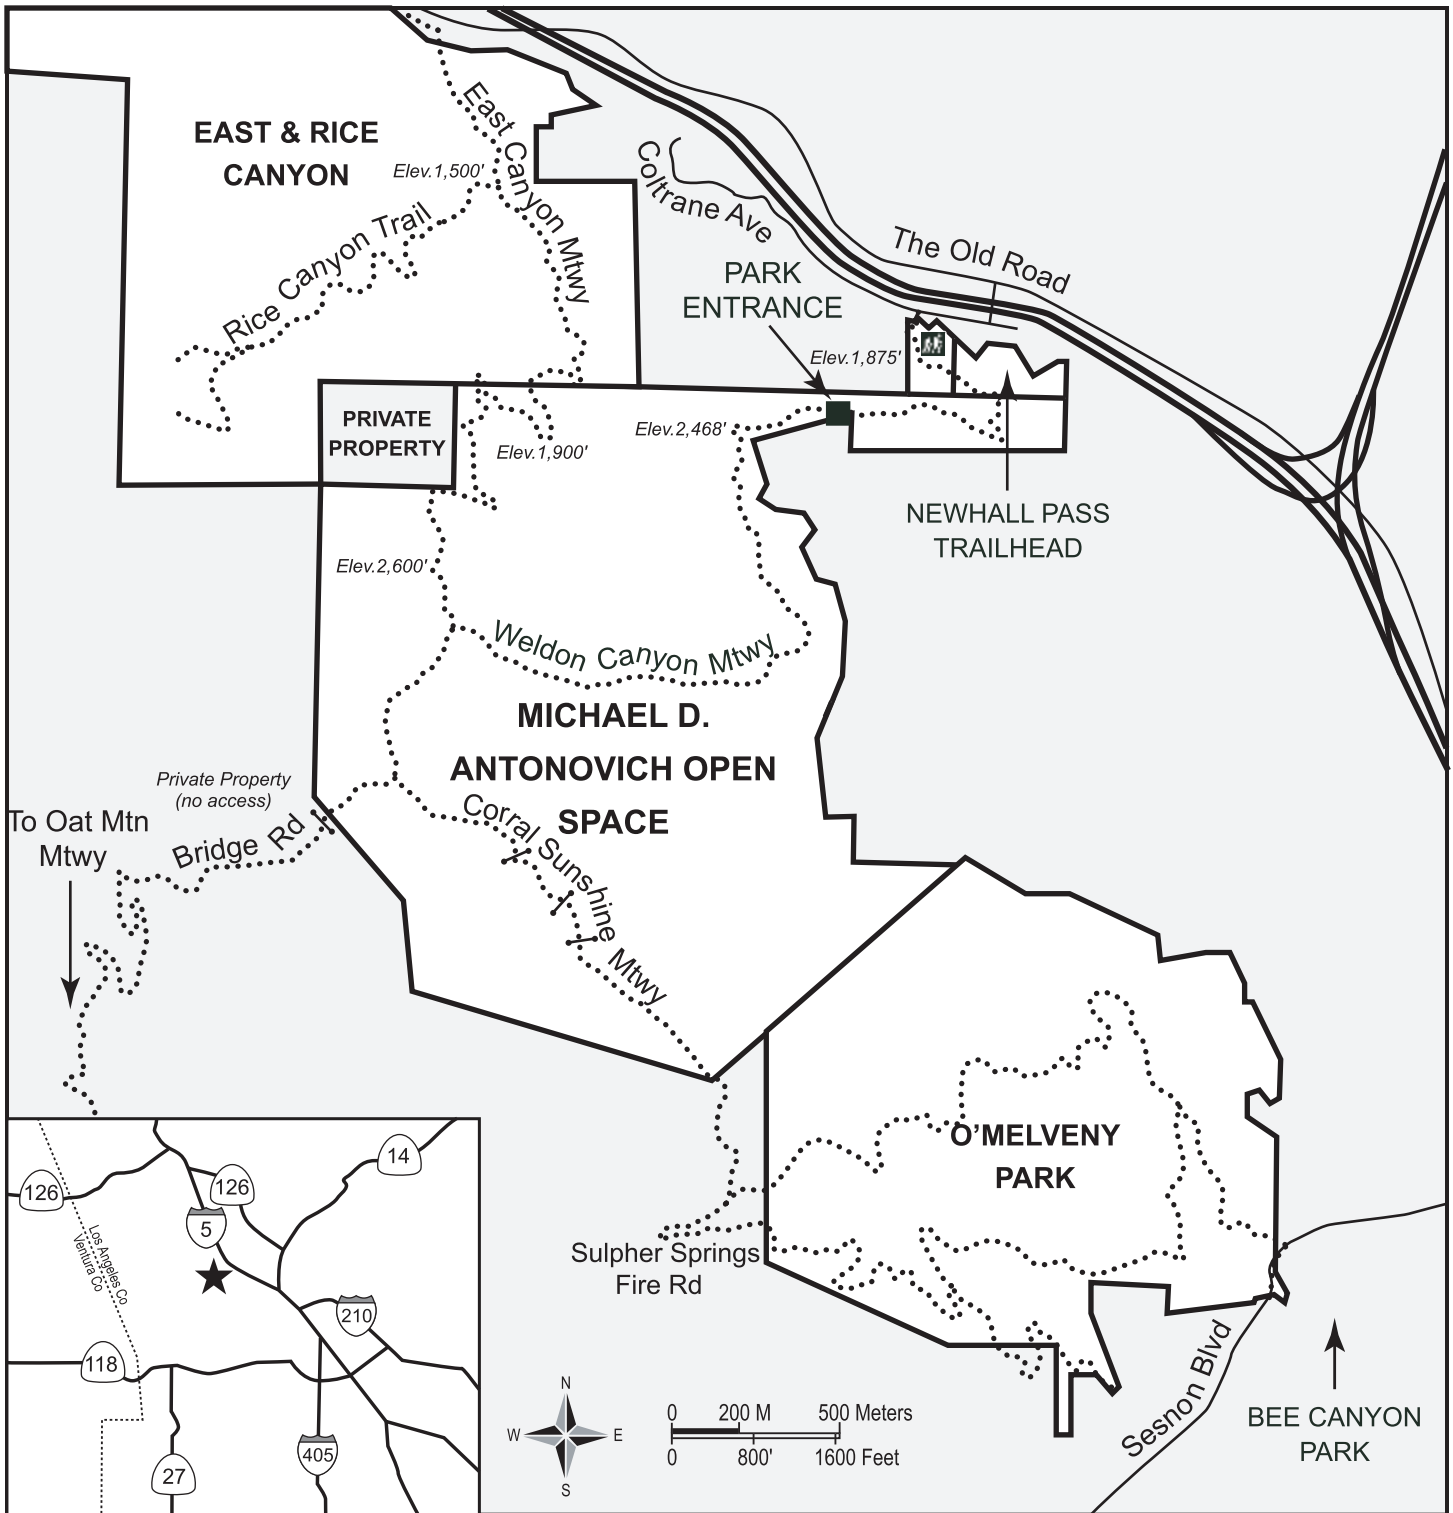 EAST & RICE
CANYON
East Canyon Mtwy
Elev.1,500'
Rice Canyon Trail
Coltrane Ave
The Old Road
PARK
ENTRANCE
Elev.1,875'
PRIVATE
PROPERTY
Elev.1,900'
Elev.2,468'
NEWHALL PASS
TRAILHEAD
Elev.2,600'
Weldon Canyon Mtwy
MICHAEL D.
ANTONOVICH OPEN
SPACE
Private Property
(no access)
To Oat Mtn
Mtwy
Bridge Rd
Corral Sunshine Mtwy
O'MELVENY
PARK
Sulpher Springs
Fire Rd
Sesnon Blvd
BEE CANYON
PARK
126
126
14
5
Los Angeles Co
Ventura Co
210
118
27
405
N
W E
S
0 200 M 500 Meters
0 800' 1600 Feet